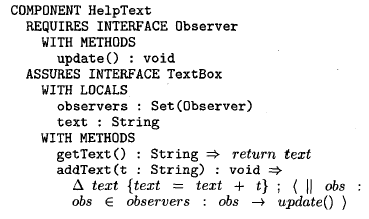 COMPONENT HelpText
REQUIRES INTERFACE Observer
WITH METHODS
update() : void
ASSURES INTERFACE TextBox
WITH LOCALS
observers : Set(Observer)
text : String
WITH METHODS
getText() : String ⇒ return text
addText(t : String) : void ⇒
Δ text {text = text + t} ; ⟨ ∥ obs :
obs ∈ observers : obs → update() ⟩